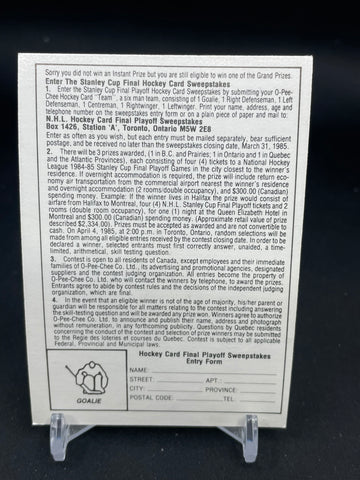 Sorry you did not win an Instant Prize but you are still eligible to win one of the Grand Prizes.
Enter The Stanley Cup Final Hockey Card Sweepstakes
1. Enter the Stanley Cup Final Playoff Hockey Card Sweepstakes by submitting your O-Pee-
Chee Hockey Card "Team", a six man team, consisting of 1 Goalie, 1 Right Defenseman, 1 Left
Defenseman, 1 Centreman, 1 Rightwinger, 1 Leftwinger. Print your name, address, age and
telephone number on the sweepstakes entry form or on a plain piece of paper and mail to:
N.H.L. Hockey Card Final Playoff Sweepstakes
Box 1426, Station 'A', Toronto, Ontario M5W 2E8
Enter as often as you wish, but each entry must be mailed separately, bear sufficient
postage, and be received no later than the sweepstakes closing date, March 31, 1985.
2. There will be 3 prizes awarded, (1 in B.C. and Prairies; 1 in Ontario and 1 in Quebec
and the Atlantic Provinces), each consisting of four (4) tickets to a National Hockey
League 1984-85 Stanley Cup Final Playoff Games in the city closest to the winner's
residence. If overnight accommodation is required, the prize will include return eco-
nomy air transportation from the commercial airport nearest the winner's residence
and overnight accommodation (2 rooms double occupancy), and $300.00 (Canadian)
spending money. Example: If the winner lives in Halifax the prize would consist of
airfare from Halifax to Montreal, four (4) Stanley Cup Final Playoff tickets and 2
rooms (double room occupancy), for one (1) night at the Queen Elizabeth Hotel in
Montreal and $300.00 (Canadian) spending money. (Approximate retail value of prize
described $2,334.00). Prizes must be accepted as awarded and are not convertible to
cash. On April 4, 1985, at 2:00 p.m. in Toronto, Ontario, random selections will be
made from among all eligible entries received by the contest closing date. In order to be
declared a winner, selected entrants must first correctly answer, unaided, a time-
limited, arithmetical, skill testing question.
3. Contest is open to all residents of Canada, except employees and their immediate
families of O-Pee-Chee Co. Ltd., its advertising and promotional agencies, designated
suppliers and the contest judging organization. All entries become the property of
O-Pee-Chee Co. Ltd. who will contact the winners by telephone, to award the prizes.
Entrants agree to abide by contest rules and the decisions of the independent judging
organization, which are final.
4. In the event that an eligible winner is not of the age of majority, his/her parent or
guardian will be responsible for all matters relating to the contest including answering
the skill-testing question and will be awarded any prize won. Winners agree to authorize
O-Pee-Chee Co. Ltd. to announce and publish their name, address and photograph
without remuneration, in any forthcoming publicity. Questions by Quebec residents
concerning the conduct of the contest and selection of prize winners may be submitted
to the Regie des loteries et courses du Quebec. Contest is subject to all applicable
Federal, Provincial and Municipal laws.
Hockey Card Final Playoff Sweepstakes
Entry Form
NAME:
STREET: APT:
CITY: PROVINCE:
POSTAL CODE: TEL:
GOALIE